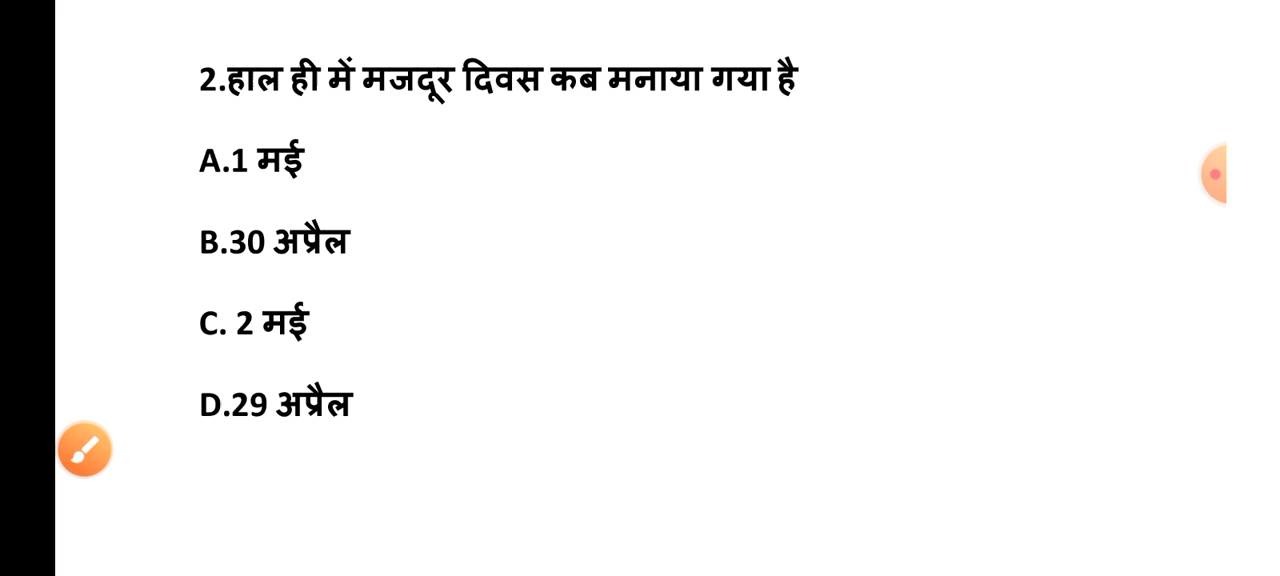 2.हाल ही में मजदूर दिवस कब मनाया गया है
A.1 मई
B.30 अप्रैल
C. 2 मई
D.29 अप्रैल